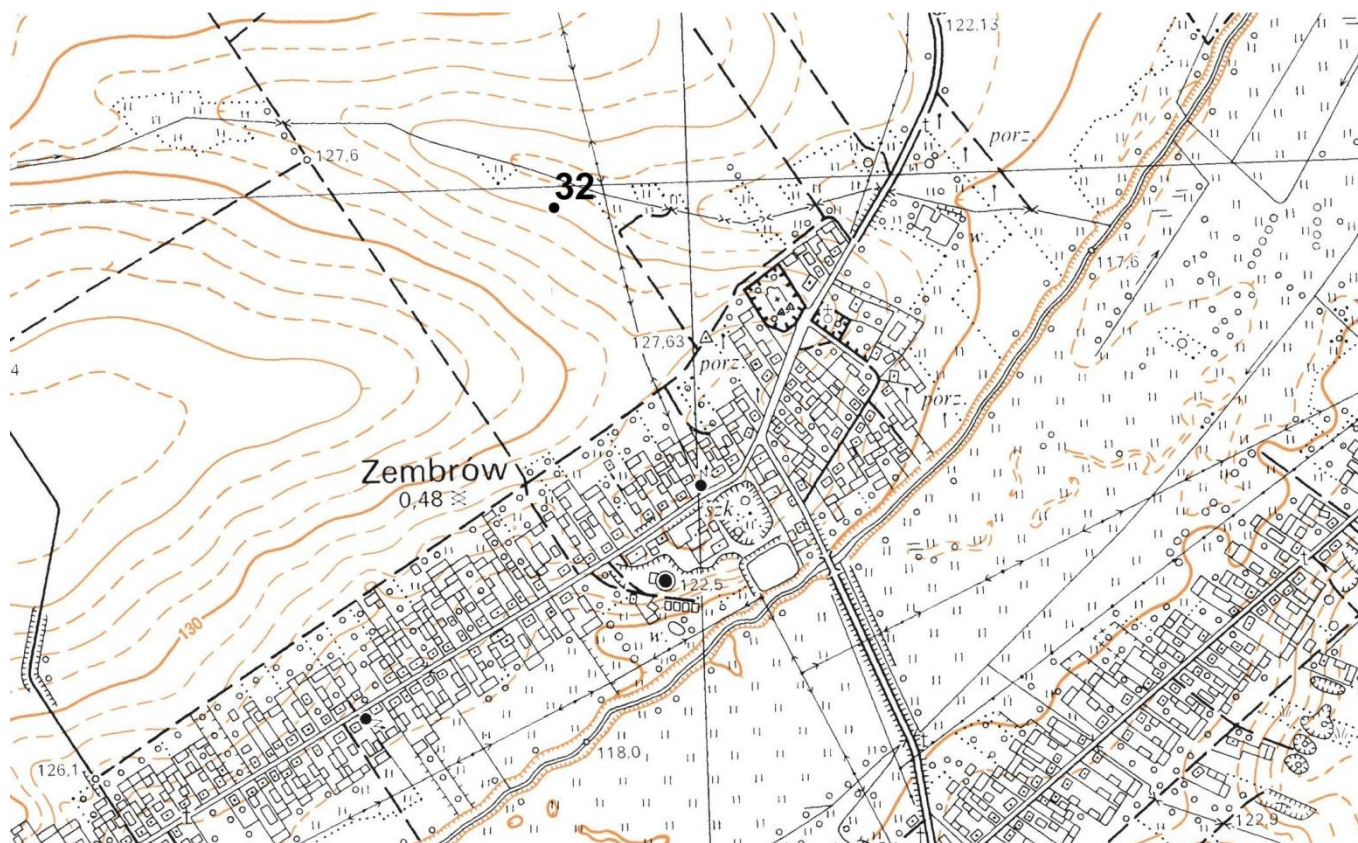 122,13
porz.
127,6
32
w.
117,6
127,63
porz.
4
porz.
Zembrów
0,48
szk.
122,5
130
w.
118,0
126,1
122,9